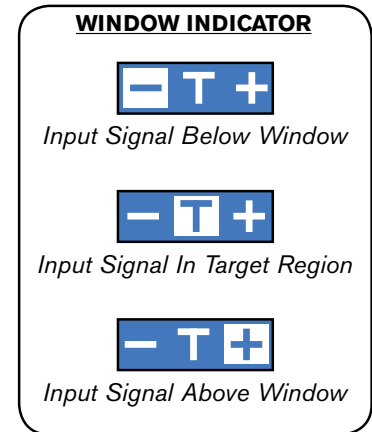 WINDOW INDICATOR
− T +
Input Signal Below Window
− T +
Input Signal In Target Region
− T +
Input Signal Above Window